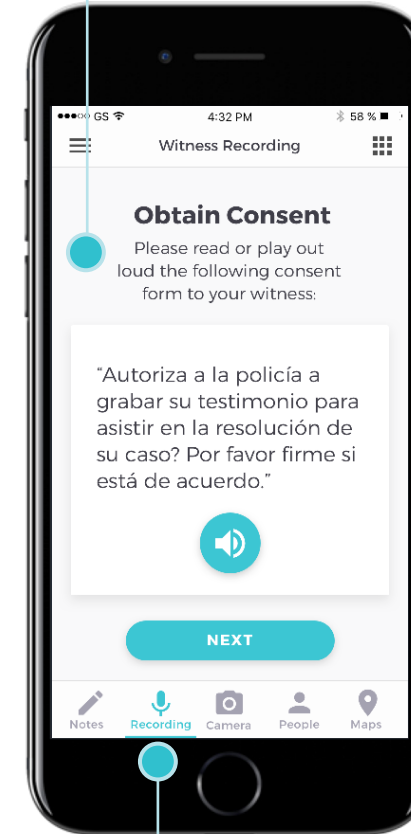 GS 4:32 PM 58 %
Witness Recording
Obtain Consent
Please read or play out
loud the following consent
form to your witness:
“Autoriza a la policía a
grabar su testimonio para
asistir en la resolución de
su caso? Por favor firme si
está de acuerdo.”
NEXT
Notes Recording Camera People Maps